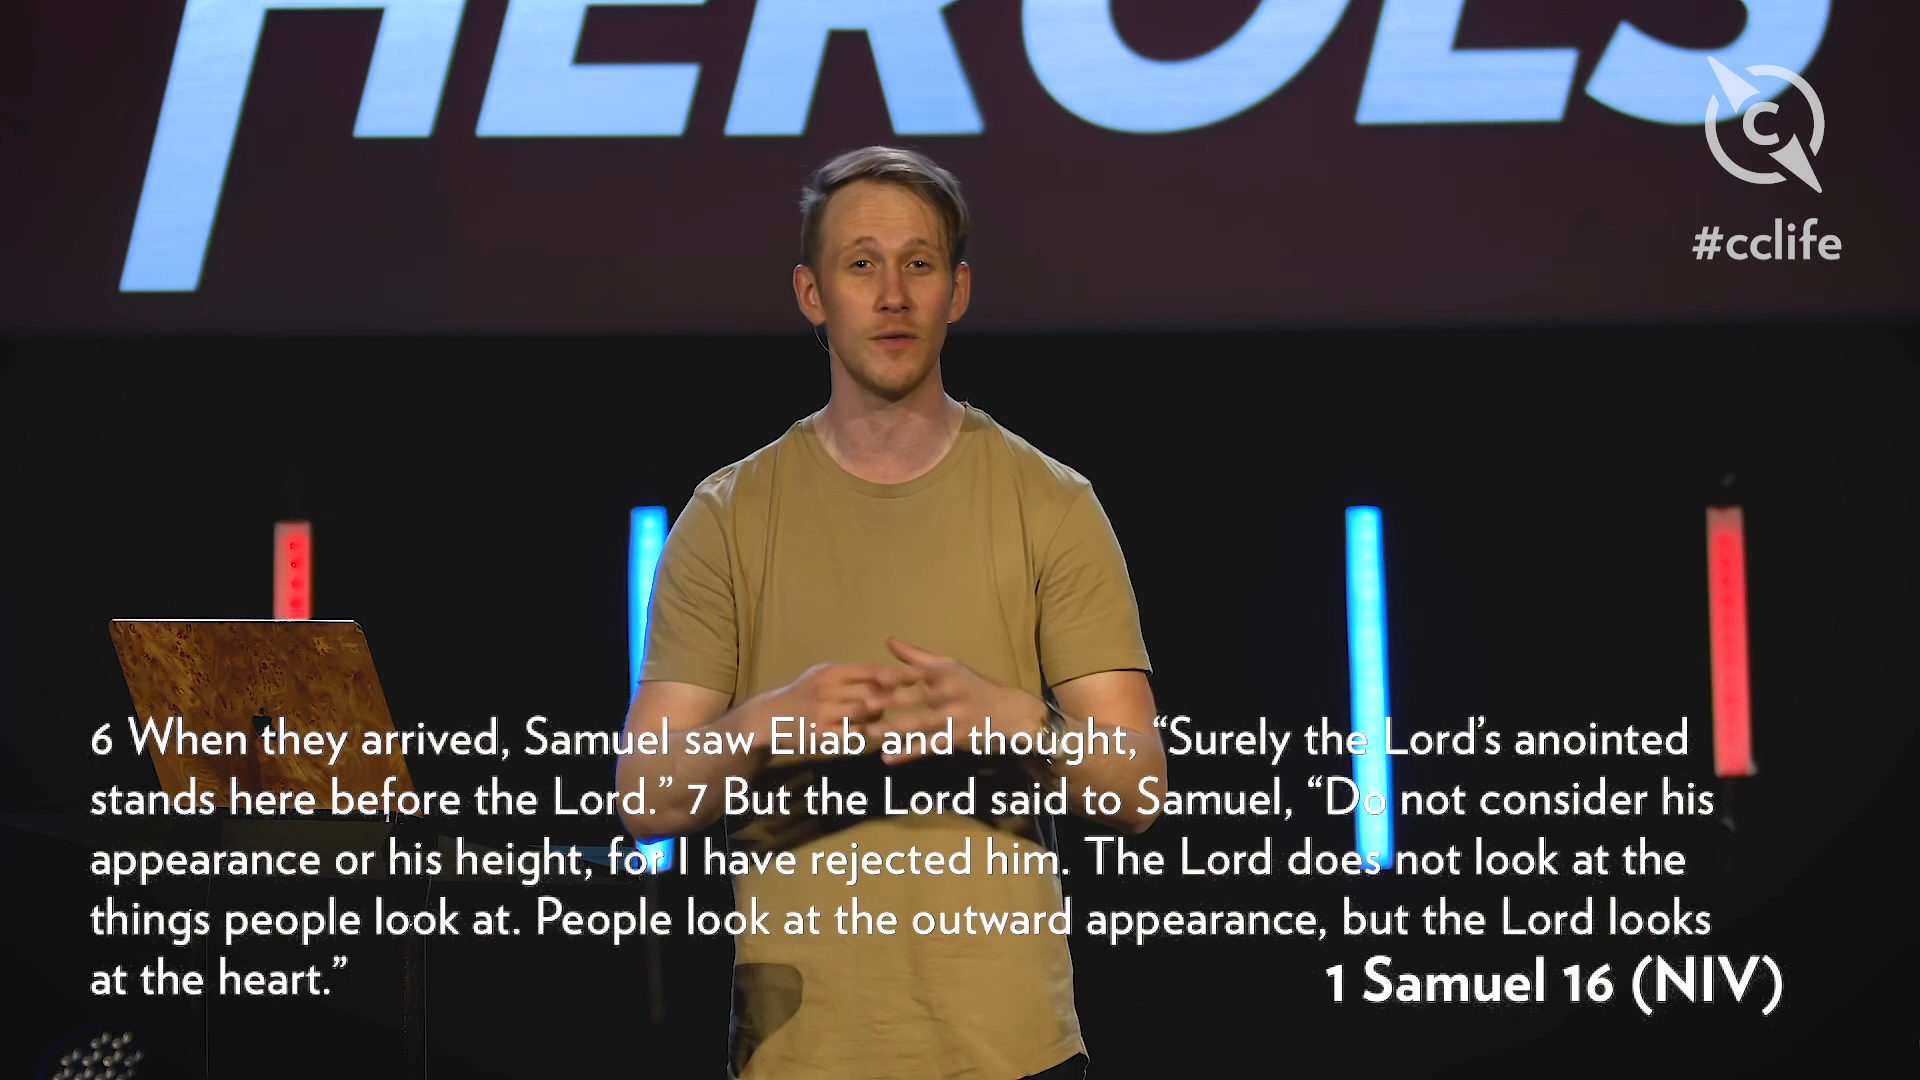 HEROES
C
#cclife
6 When they arrived, Samuel saw Eliab and thought, “Surely the Lord’s anointed
stands here before the Lord.” 7 But the Lord said to Samuel, “Do not consider his
appearance or his height, for I have rejected him. The Lord does not look at the
things people look at. People look at the outward appearance, but the Lord looks
at the heart.”
1 Samuel 16 (NIV)